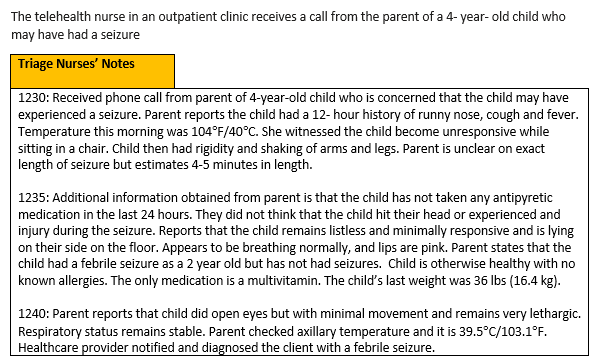 The telehealth nurse in an outpatient clinic receives a call from the parent of a 4- year- old child who
may have had a seizure
Triage Nurses’ Notes
1230: Received phone call from parent of 4-year-old child who is concerned that the child may have
experienced a seizure. Parent reports the child had a 12- hour history of runny nose, cough and fever.
Temperature this morning was 104°F/40°C. She witnessed the child become unresponsive while
sitting in a chair. Child then had rigidity and shaking of arms and legs. Parent is unclear on exact
length of seizure but estimates 4-5 minutes in length.
1235: Additional information obtained from parent is that the child has not taken any antipyretic
medication in the last 24 hours. They did not think that the child hit their head or experienced and
injury during the seizure. Reports that the child remains listless and minimally responsive and is lying
on their side on the floor. Appears to be breathing normally, and lips are pink. Parent states that the
child had a febrile seizure as a 2 year old but has not had seizures. Child is otherwise healthy with no
known allergies. The only medication is a multivitamin. The child’s last weight was 36 lbs (16.4 kg).
1240: Parent reports that child did open eyes but with minimal movement and remains very lethargic.
Respiratory status remains stable. Parent checked axillary temperature and it is 39.5°C/103.1°F.
Healthcare provider notified and diagnosed the client with a febrile seizure.